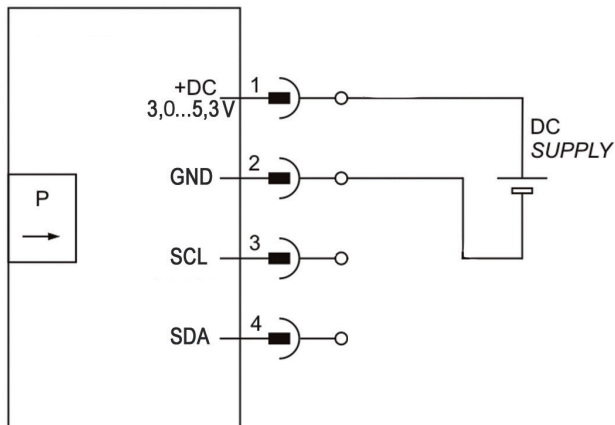 +DC 1
3,0...5,3V
DC
SUPPLY
GND 2
P
SCL 3
SDA 4